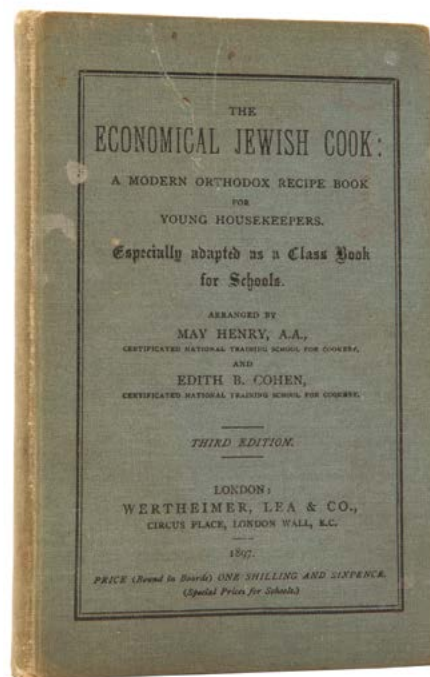 THE
ECONOMICAL JEWISH COOK:
A MODERN ORTHODOX RECIPE BOOK
FOR
YOUNG HOUSEKEEPERS.
Especially adapted as a Class Book
for Schools.
ARRANGED BY
MAY HENRY, A.A.,
CERTIFICATED NATIONAL TRAINING SCHOOL FOR COOKERY,
AND
EDITH B. COHEN,
CERTIFICATED NATIONAL TRAINING SCHOOL FOR COOKERY.
THIRD EDITION.
LONDON:
WERTHEIMER, LEA & CO.,
CIRCUS PLACE, LONDON WALL, E.C.
1897.
PRICE (Bound in Boards) ONE SHILLING AND SIXPENCE.
(Special Prices for Schools.)